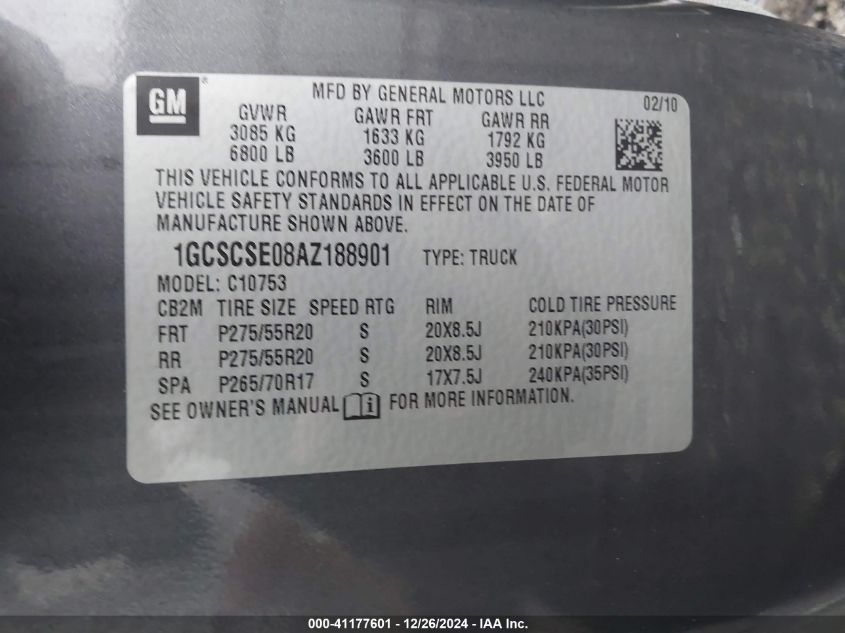 GM ®
MFD BY GENERAL MOTORS LLC 02/10
GVWR GAWR FRT GAWR RR
3085 KG 1633 KG 1792 KG
6800 LB 3600 LB 3950 LB
THIS VEHICLE CONFORMS TO ALL APPLICABLE U.S. FEDERAL MOTOR
VEHICLE SAFETY STANDARDS IN EFFECT ON THE DATE OF
MANUFACTURE SHOWN ABOVE.
1GCSCSE08AZ188901 TYPE: TRUCK
MODEL: C10753
CB2M TIRE SIZE SPEED RTG RIM COLD TIRE PRESSURE
FRT P275/55R20 S 20X8.5J 210KPA(30PSI)
RR P275/55R20 S 20X8.5J 210KPA(30PSI)
SPA P265/70R17 S 17X7.5J 240KPA(35PSI)
SEE OWNER'S MANUAL i FOR MORE INFORMATION.
000-41177601 - 12/26/2024 - IAA Inc.